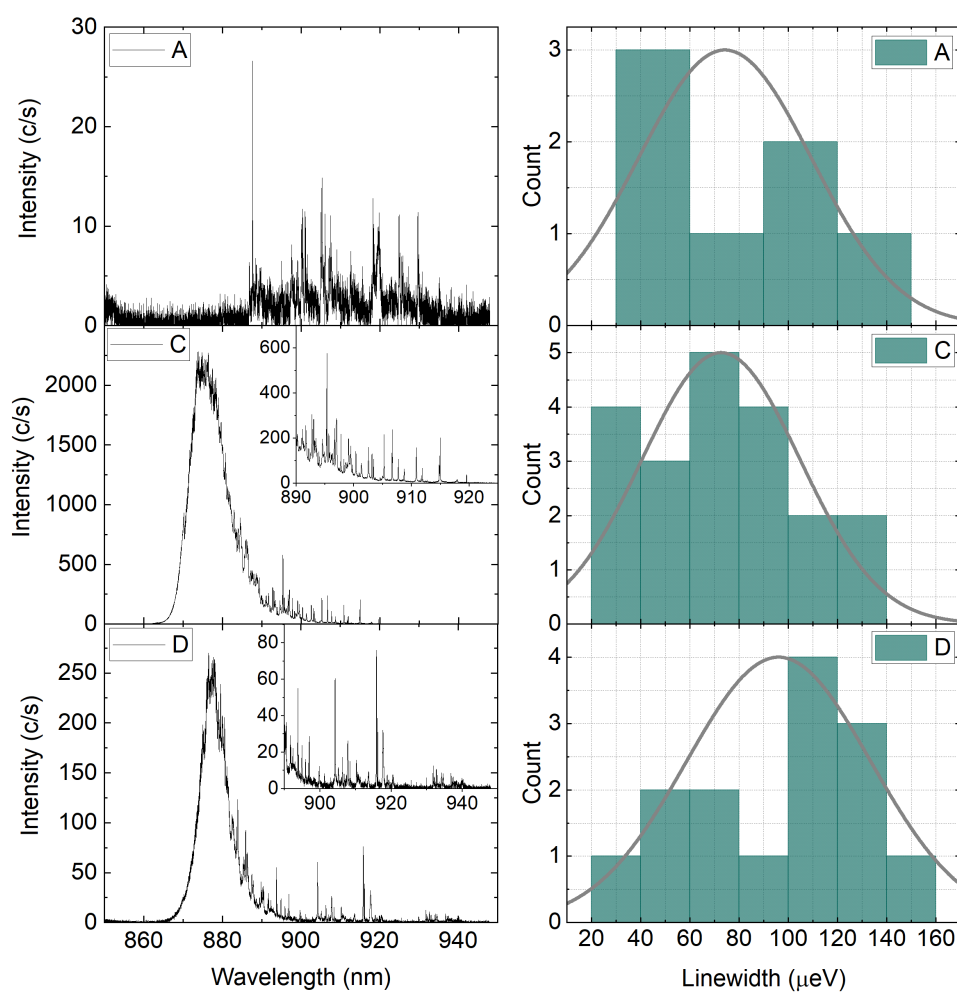 A
30
20
10
0
Intensity (c/s)
C
2000
1500
1000
500
0
Intensity (c/s)
600
400
200
0
890 900 910 920
D
250
200
150
100
50
0
Intensity (c/s)
80
60
40
20
0
900 920 940
860 880 900 920 940
Wavelength (nm)
A
3
2
1
0
Count
C
5
4
3
2
1
0
Count
D
4
3
2
1
0
Count
20 40 60 80 100 120 140 160
Linewidth (μeV)